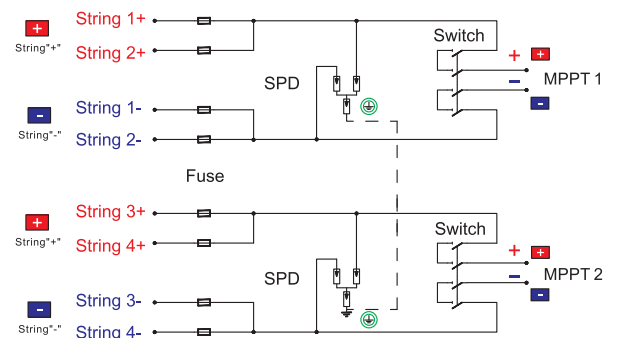 + String 1+
String"+" String 2+
Switch
+ +
SPD
- MPPT 1
- String 1-
-
String"-" String 2-
Fuse
+ String 3+
String"+" String 4+
Switch
+ +
SPD
- MPPT 2
- String 3-
-
String"-" String 4-